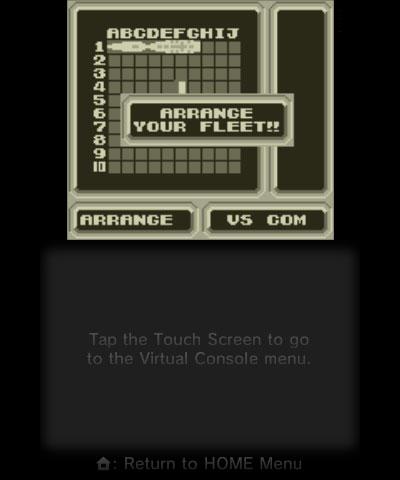 ABCDEFGHIJ
1
2
3
4
5
6
7
8
9
10
ARRANGE
YOUR FLEET!!
ARRANGE
VS COM
Tap the Touch Screen to go
to the Virtual Console menu.
: Return to HOME Menu